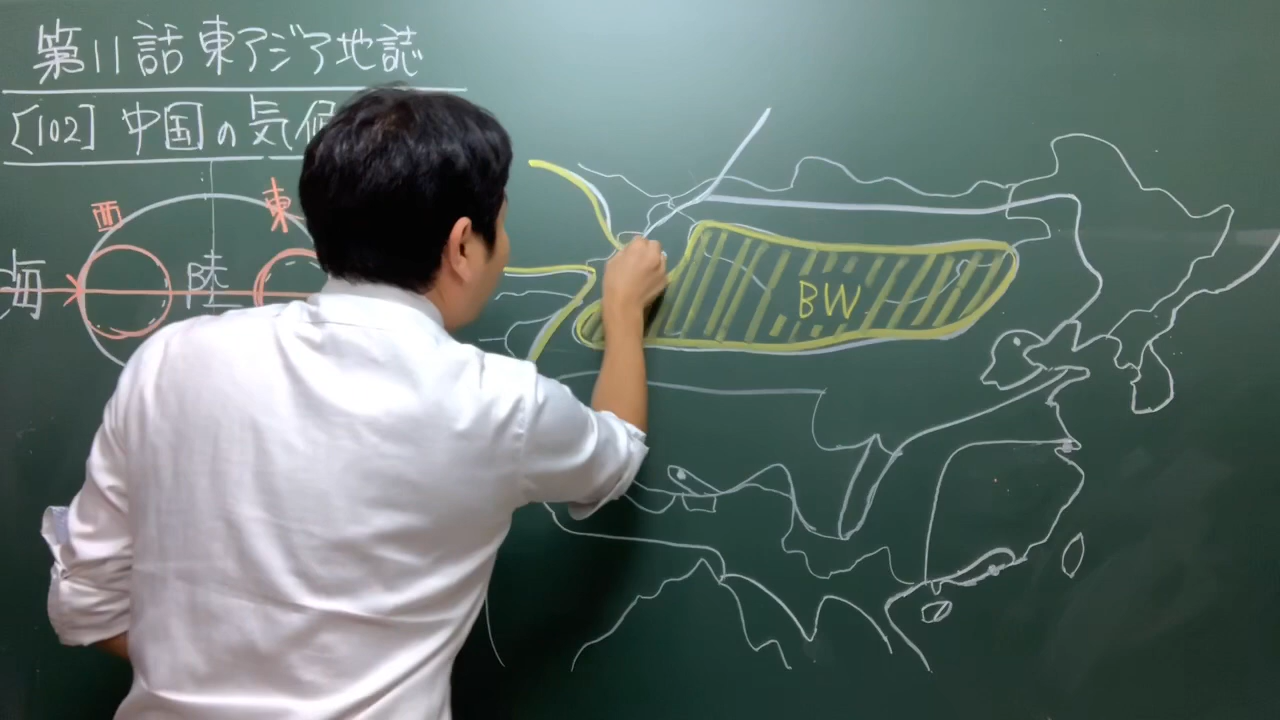 第11話 東アジア地誌
[102] 中国の気候
西 東
海 陸
BW